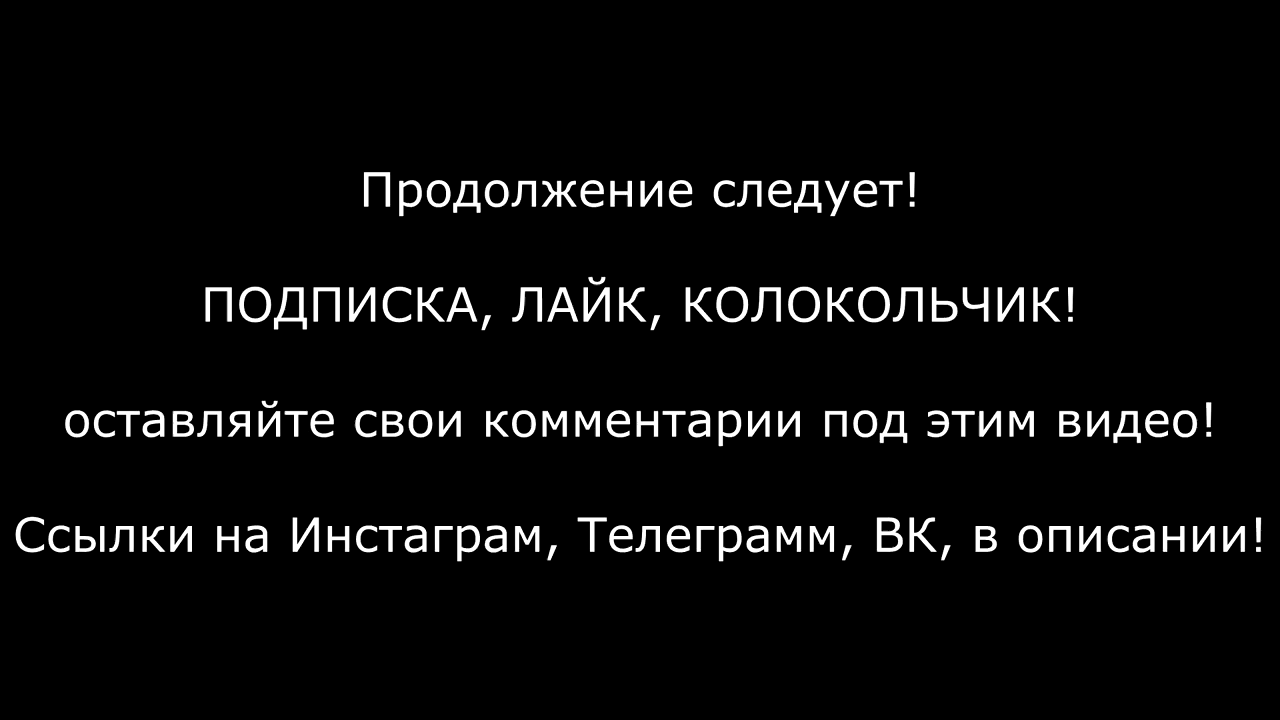 Продолжение следует!
ПОДПИСКА, ЛАЙК, КОЛОКОЛЬЧИК!
оставляйте свои комментарии под этим видео!
Ссылки на Инстаграм, Телеграмм, ВК, в описании!